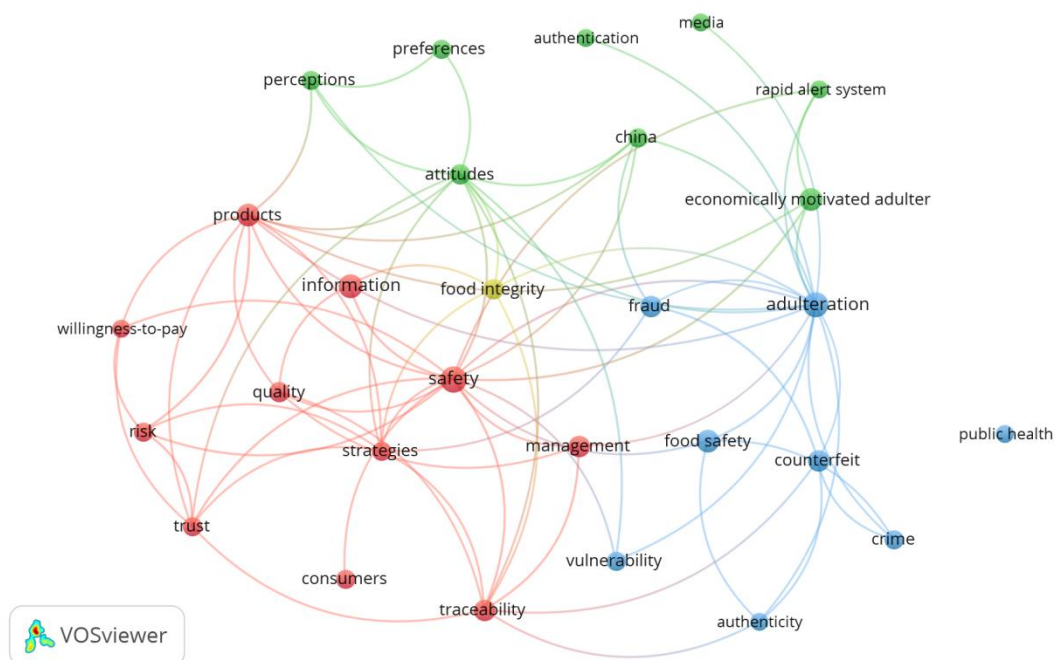 media
authentication
preferences
perceptions
rapid alert system
china
attitudes
economically motivated adulter
products
information
food integrity
fraud
adulteration
willingness-to-pay
safety
quality
risk
strategies
management
food safety
public health
counterfeit
trust
crime
vulnerability
consumers
traceability
authenticity
VOSviewer